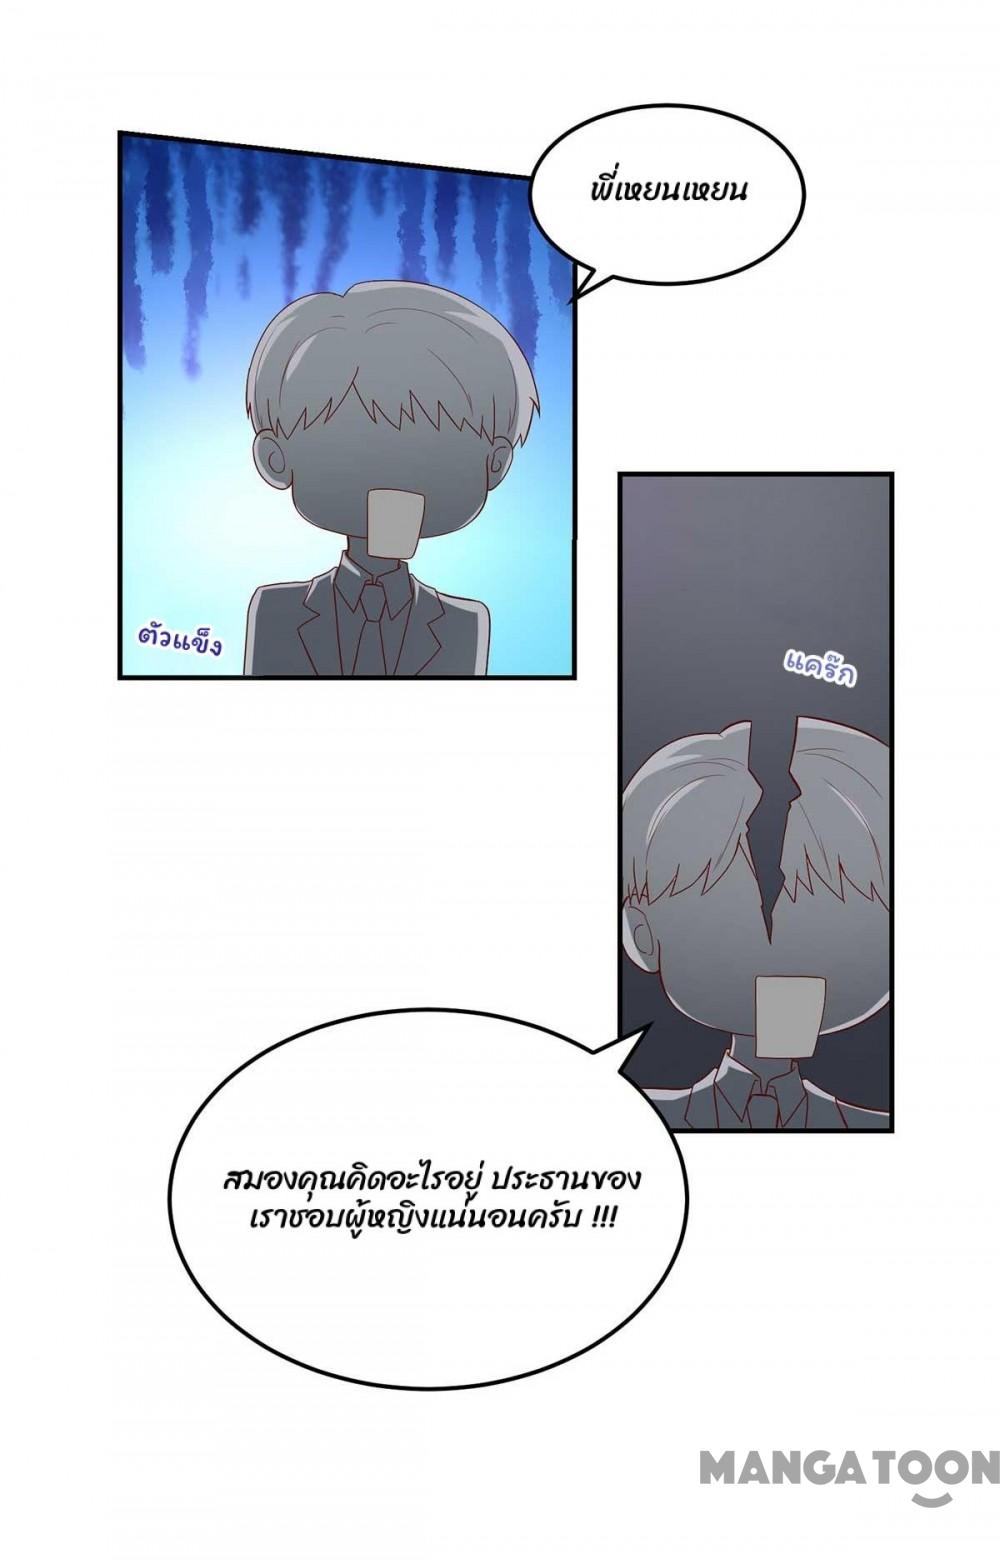 พี่เหยนเหยน
ตัวแข็ง
แคร๊ก
สมองคุณคิดอะไรอยู่ ประธานของ
เราชอบผู้หญิงแน่นอนครับ !!!
MANGATOON